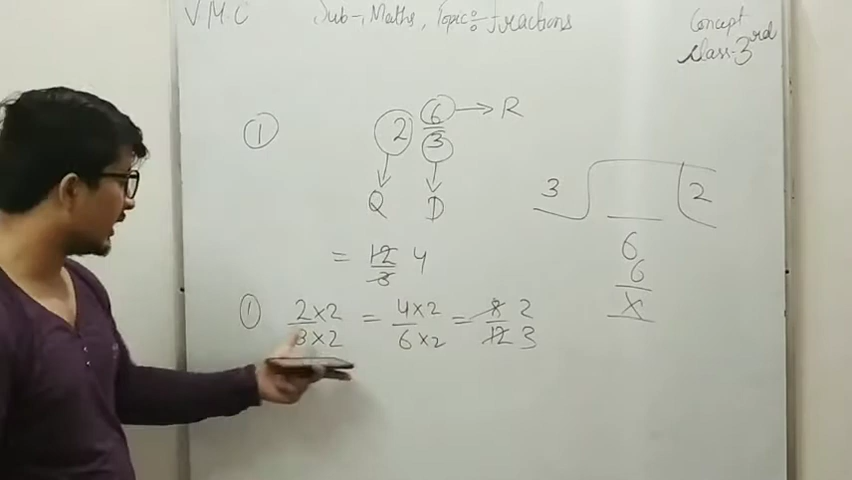 V.M.C Sub-, Maths, Topic:- fractions Concept
Class-3rd
① 2 6/3 → R
Q D
3 2
6
6
x
= 12/3 4
① 2×2/3×2 = 4×2/6×2 = 8/12 2/3